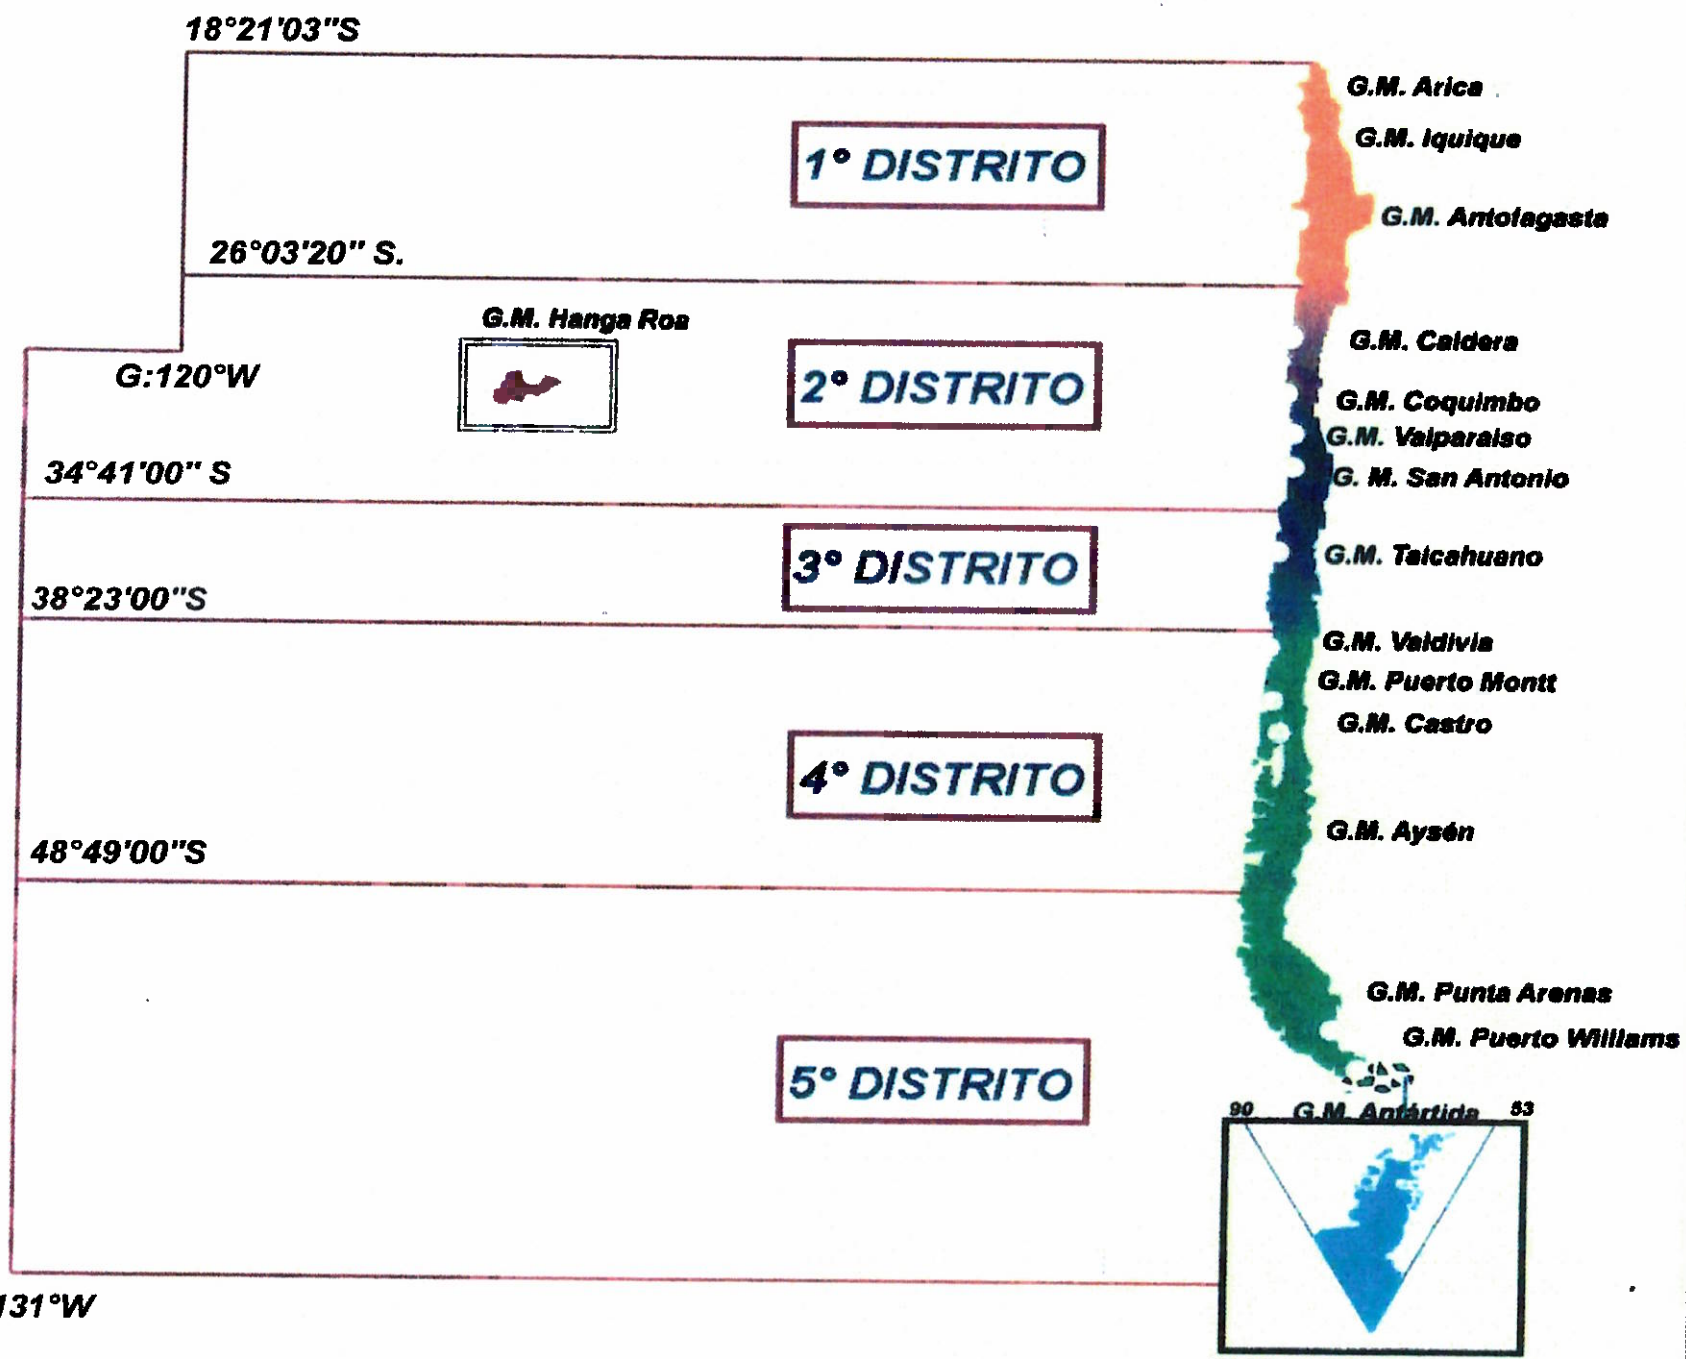 18°21'03"S
G.M. Arica
G.M. Iquique
1° DISTRITO
G.M. Antofagasta
26°03'20" S.
G.M. Hanga Roa
G.M. Caldera
G:120°W
2° DISTRITO
G.M. Coquimbo
G.M. Valparaiso
34°41'00" S
G. M. San Antonio
3° DISTRITO
G.M. Talcahuano
38°23'00"S
G.M. Valdivia
G.M. Puerto Montt
G.M. Castro
4° DISTRITO
G.M. Aysén
48°49'00"S
G.M. Punta Arenas
G.M. Puerto Williams
5° DISTRITO
90 G.M. Antártida 53
131°W